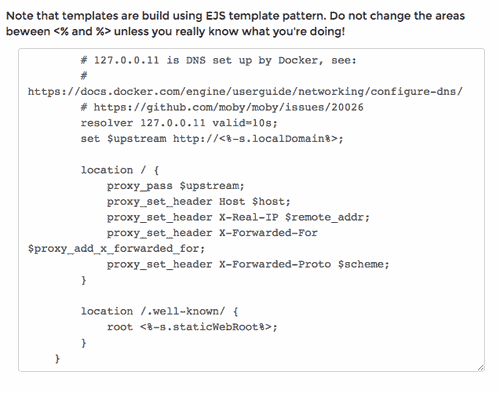 Note that templates are build using EJS template pattern. Do not change the areas
beween <% and %> unless you really know what you're doing!
# 127.0.0.11 is DNS set up by Docker, see:
#
https://docs.docker.com/engine/userguide/networking/configure-dns/
# https://github.com/moby/moby/issues/20026
resolver 127.0.0.11 valid=10s;
set $upstream http://<%-s.localDomain%>;
location / {
proxy_pass $upstream;
proxy_set_header Host $host;
proxy_set_header X-Real-IP $remote_addr;
proxy_set_header X-Forwarded-For
$proxy_add_x_forwarded_for;
proxy_set_header X-Forwarded-Proto $scheme;
}
location /.well-known/ {
root <%-s.staticWebRoot%>;
}
}